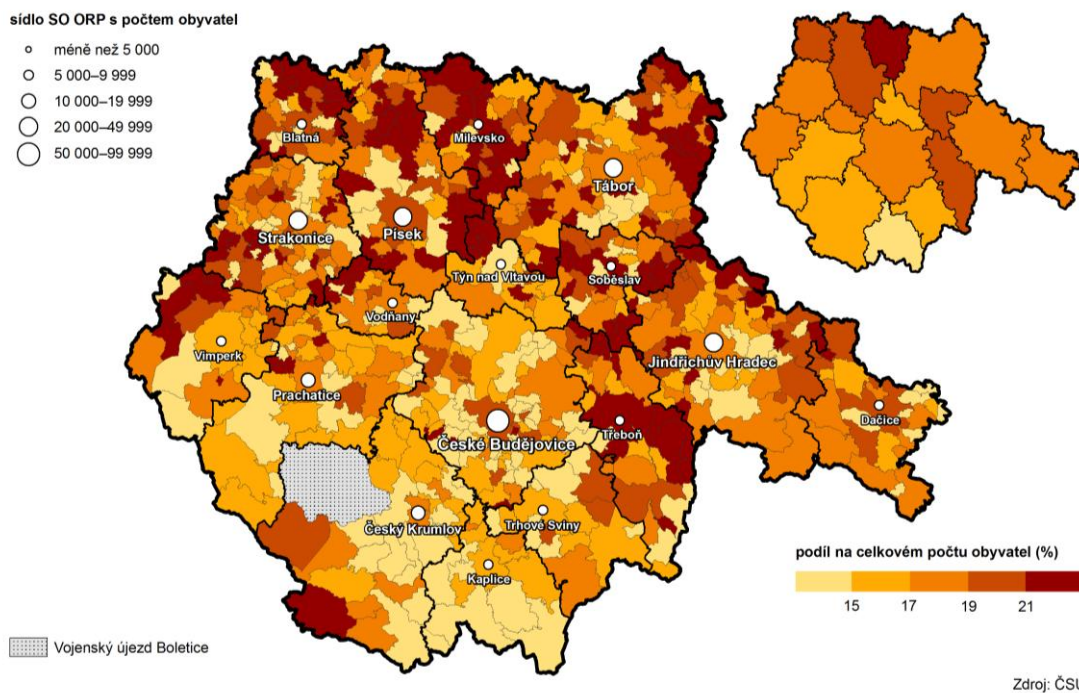 sídlo SO ORP s počtem obyvatel
méně než 5 000
5 000–9 999
10 000–19 999
20 000–49 999
50 000–99 999
Blatná
Milevsko
Tábor
Strakonice
Písek
Týn nad Vltavou
Soběslav
Vodňany
Vimperk
Jindřichův Hradec
Prachatice
Dačice
České Budějovice
Třeboň
Český Krumlov
Trhové Sviny
Kaplice
podíl na celkovém počtu obyvatel (%)
15 17 19 21
Vojenský újezd Boletice
Zdroj: ČSÚ